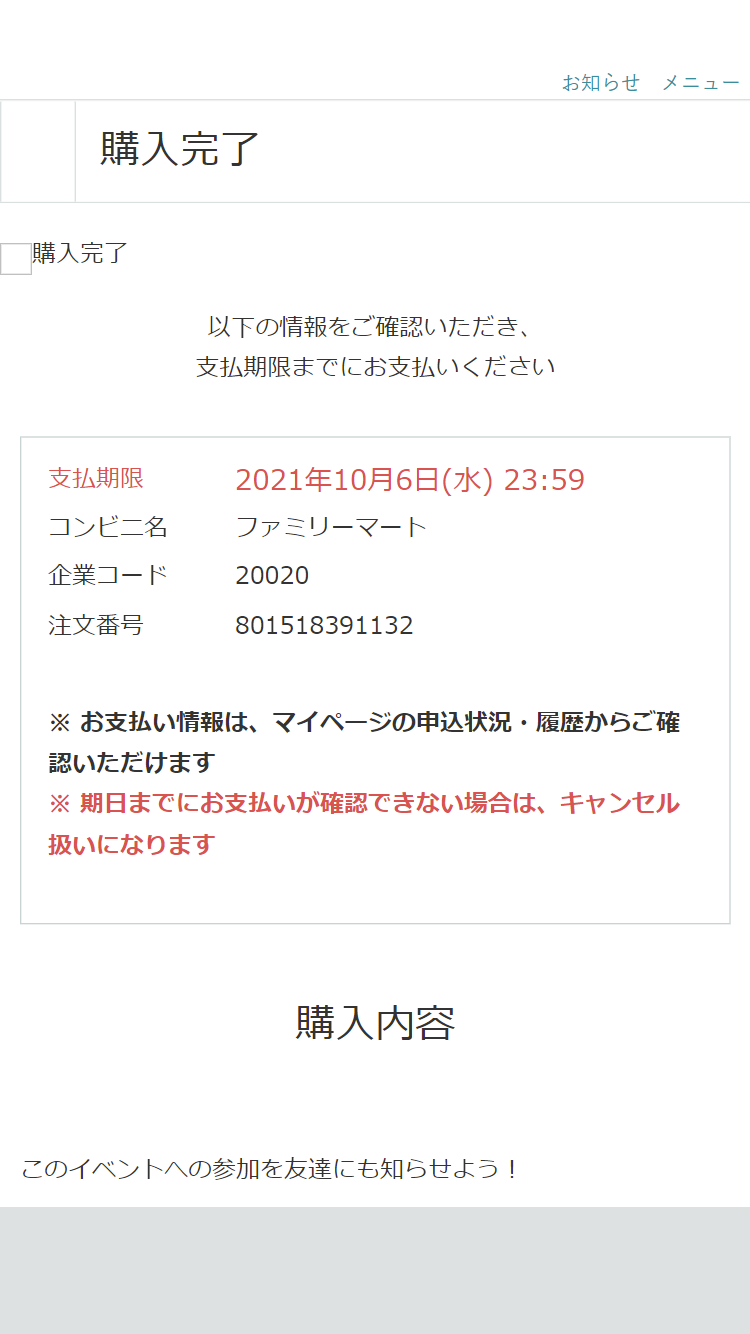 お知らせ　メニュー
購入完了
購入完了
以下の情報をご確認いただき、
支払期限までにお支払いください
支払期限　2021年10月6日(水) 23:59
コンビニ名　ファミリーマート
企業コード　20020
注文番号　801518391132
※ お支払い情報は、マイページの申込状況・履歴からご確
認いただけます
※ 期日までにお支払いが確認できない場合は、キャンセル
扱いになります
購入内容
このイベントへの参加を友達にも知らせよう！